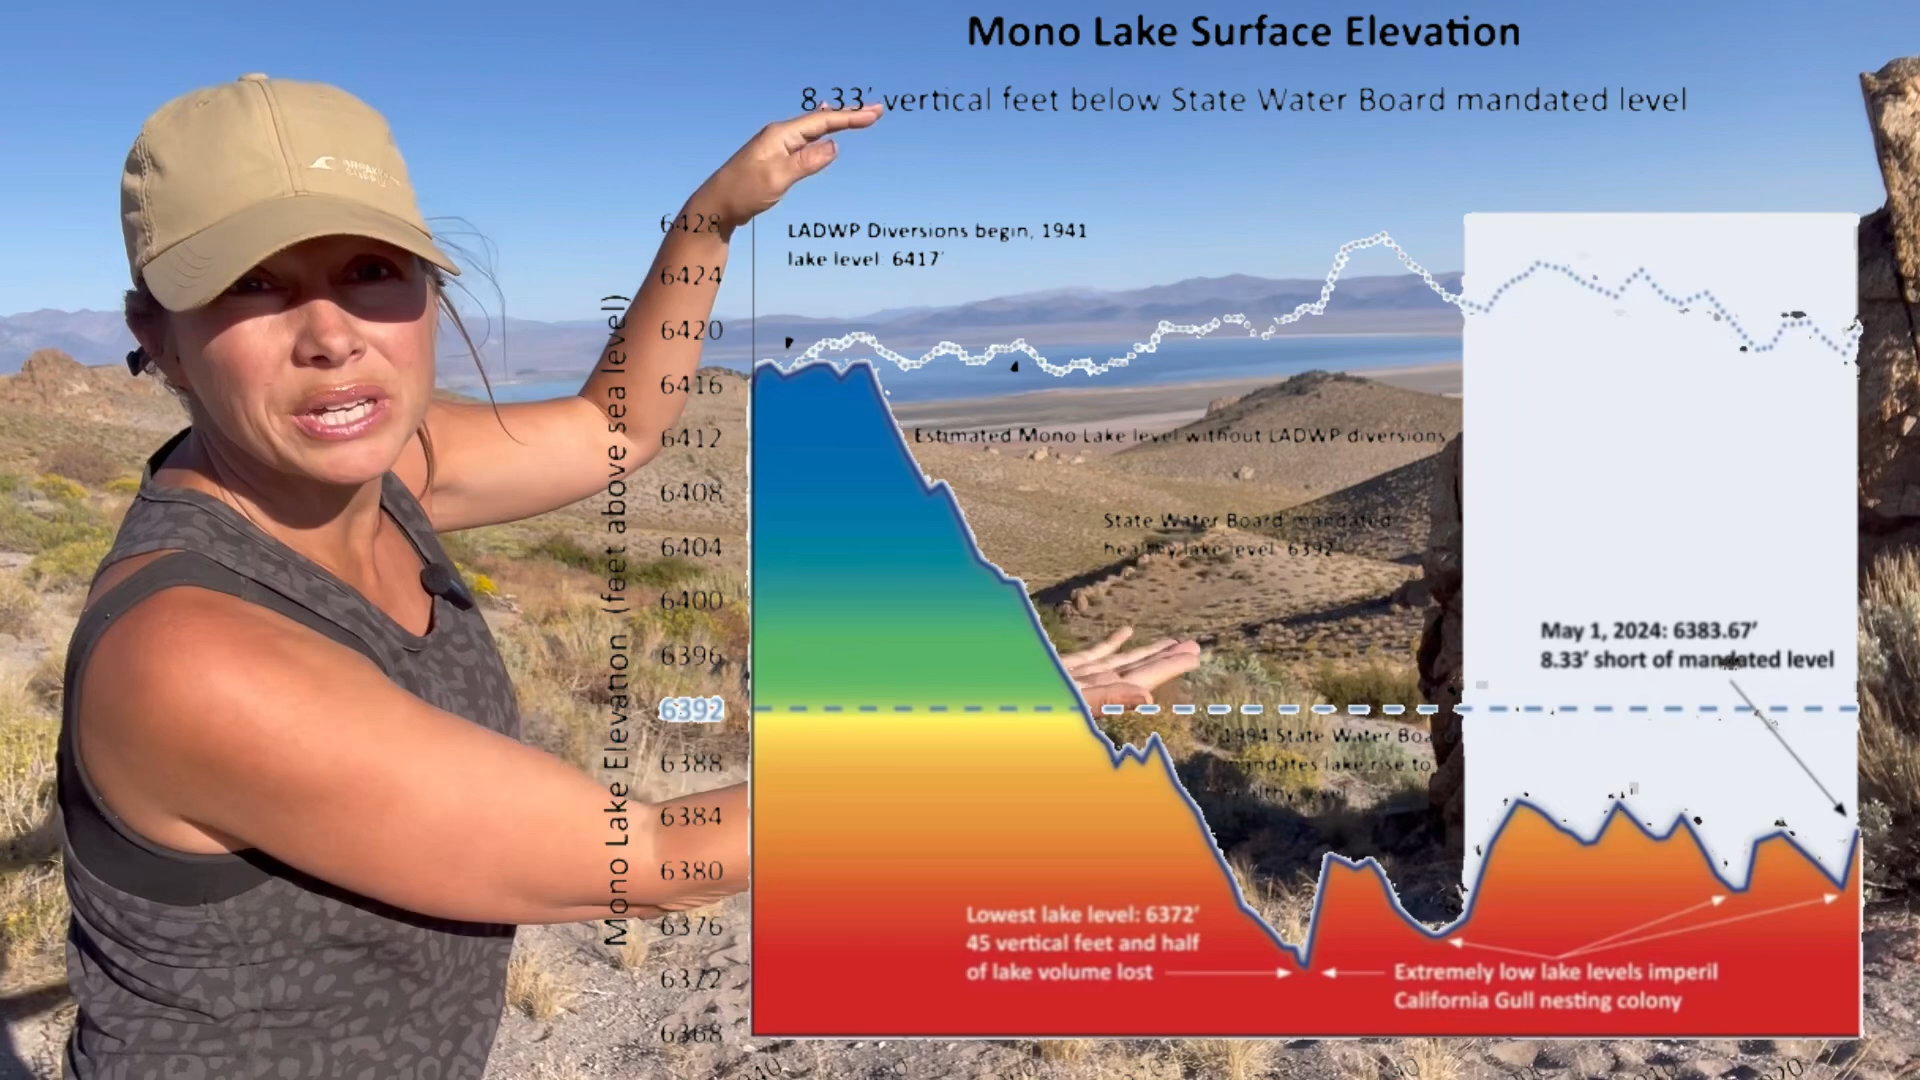 Mono Lake Surface Elevation
8.33' vertical feet below State Water Board mandated level
Mono Lake Elevation (feet above sea level)
6428
6424
6420
6416
6412
6408
6404
6400
6396
6392
6388
6384
6380
6376
6372
6368
LADWP Diversions begin, 1941
lake level: 6417'
Estimated Mono Lake level without LADWP diversions
State Water Board mandated
healthy lake level: 6392'
May 1, 2024: 6383.67'
8.33' short of mandated level
1994 State Water Board
mandates lake rise to
healthy level
Lowest lake level: 6372'
45 vertical feet and half
of lake volume lost
Extremely low lake levels imperil
California Gull nesting colony